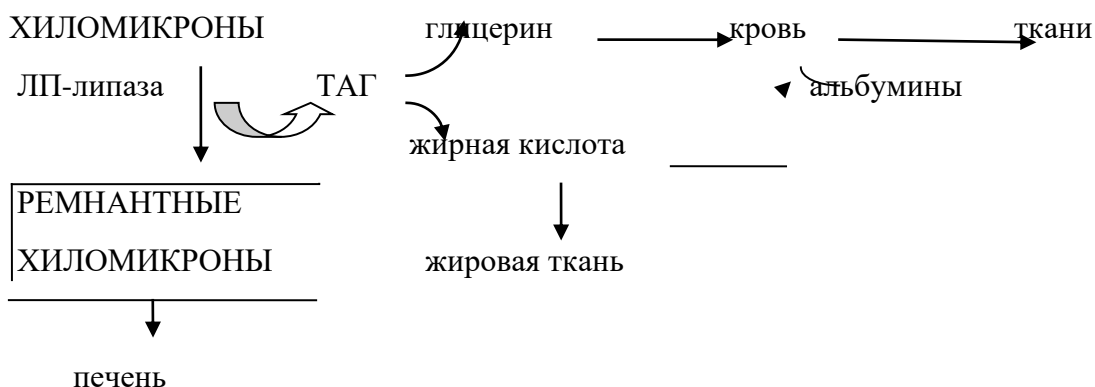 ХИЛОМИКРОНЫ глицерин кровь ткани
ЛП-липаза ТАГ альбумины
жирная кислота
РЕМНАНТНЫЕ
ХИЛОМИКРОНЫ жировая ткань
печень